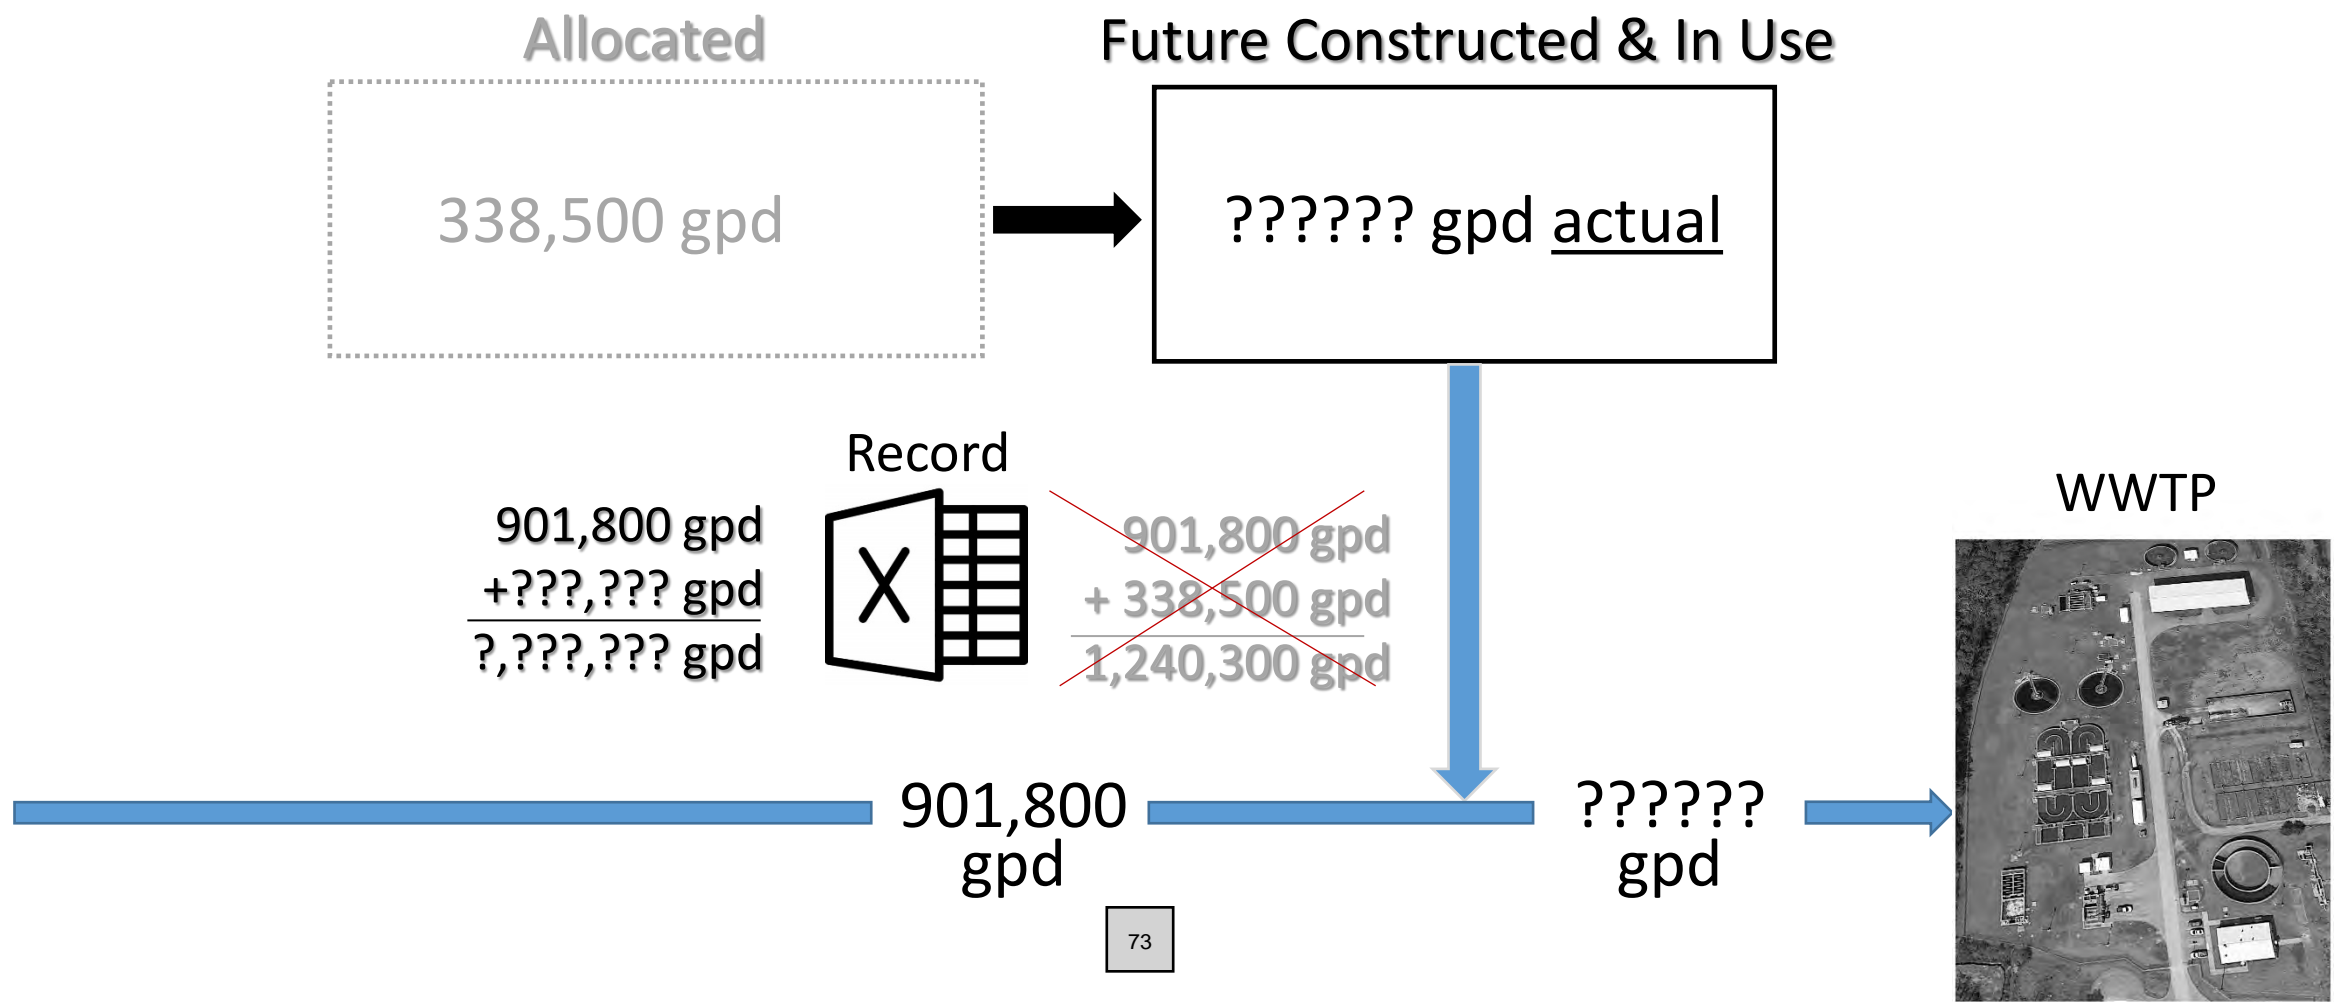 Allocated
Future Constructed & In Use
338,500 gpd
?????? gpd actual
Record
901,800 gpd
+???,??? gpd
?,???,??? gpd
X
901,800 gpd
+ 338,500 gpd
1,240,300 gpd
WWTP
901,800
gpd
??????
gpd
73